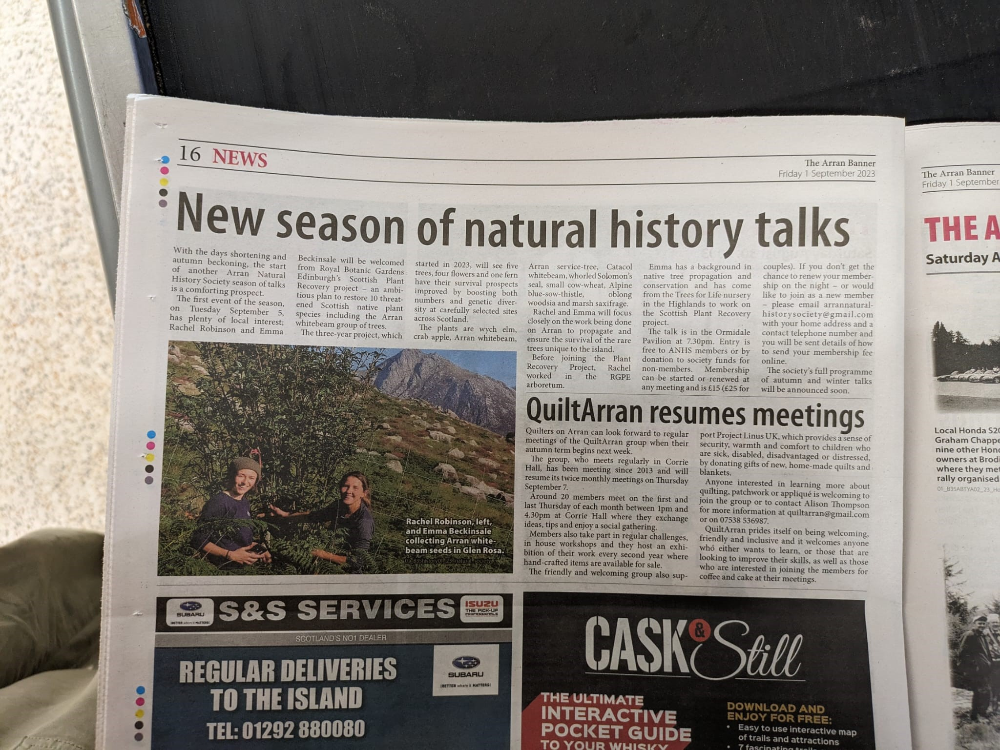 16 NEWS
The Arran Banner
Friday 1 September 2023
New season of natural history talks
With the days shortening and
autumn beckoning, the start
of another Arran Natural
History Society season of talks
is a comforting prospect.
The first event of the season,
on Tuesday September 5,
has plenty of local interest;
Rachel Robinson and Emma
Beckinsale will be welcomed
from Royal Botanic Gardens
Edinburgh's Scottish Plant
Recovery project – an ambi-
tious plan to restore 10 threat-
ened Scottish native plant
species including the Arran
whitebeam group of trees.
The three-year project, which
started in 2023, will see five
trees, four flowers and one fern
have their survival prospects
improved by boosting both
numbers and genetic diver-
sity at carefully selected sites
across Scotland.
The plants are wych elm,
crab apple, Arran whitebeam,
Arran service-tree, Catacol
whitebeam, whorled Solomon's
seal, small cow-wheat, Alpine
blue-sow-thistle, oblong
woodsia and marsh saxifrage.
Rachel and Emma will focus
closely on the work being done
on Arran to propagate and
ensure the survival of the rare
trees unique to the island.
Before joining the Plant
Recovery Project, Rachel
worked in the RGPE
arboretum.
Emma has a background in
native tree propagation and
conservation and has come
from the Trees for Life nursery
in the Highlands to work on
the Scottish Plant Recovery
project.
The talk is in the Ormidale
Pavilion at 7.30pm. Entry is
free to ANHS members or by
donation to society funds for
non-members. Membership
can be started or renewed at
any meeting and is £15 (£25 for
couples). If you don't get the
chance to renew your member-
ship on the night – or would
like to join as a new member
– please email arrannatural-
historysociety@gmail.com
with your home address and a
contact telephone number and
you will be sent details of how
to send your membership fee
online.
The society's full programme
of autumn and winter talks
will be announced soon.
Rachel Robinson, left,
and Emma Beckinsale
collecting Arran white-
beam seeds in Glen Rosa.
01_B35history01_23_natural_society
QuiltArran resumes meetings
Quilters on Arran can look forward to regular
meetings of the QuiltArran group when their
autumn term begins next week.
The group, who meets regularly in Corrie
Hall, has been meeting since 2013 and will
resume its twice monthly meetings on Thursday
September 7.
Around 20 members meet on the first and
last Thursday of each month between 1pm and
4.30pm at Corrie Hall where they exchange
ideas, tips and enjoy a social gathering.
Members also take part in regular challenges,
in house workshops and they host an exhi-
bition of their work every second year where
hand-crafted items are available for sale.
The friendly and welcoming group also sup-
port Project Linus UK, which provides a sense of
security, warmth and comfort to children who
are sick, disabled, disadvantaged or distressed,
by donating gifts of new, home-made quilts and
blankets.
Anyone interested in learning more about
quilting, patchwork or appliqué is welcoming to
join the group or to contact Alison Thompson
for more information at quiltarran@gmail.com
or on 07538 536987.
QuiltArran prides itself on being welcoming,
friendly and inclusive and it welcomes anyone
who either wants to learn, or those that are
looking to improve their skills, as well as those
who are interested in joining the members for
coffee and cake at their meetings.
SUBARU
(BETTER where it MATTERS)
S&S SERVICES
ISUZU
THE PICK-UP
PROFESSIONALS
SCOTLAND'S NO1 DEALER
REGULAR DELIVERIES
TO THE ISLAND
TEL: 01292 880080
SUBARU
(BETTER where it MATTERS)
CASK & Still
THE ULTIMATE
INTERACTIVE
POCKET GUIDE
TO YOUR WHISKY
DOWNLOAD AND
ENJOY FOR FREE:
• Easy to use interactive map
of trails and attractions
• 7 fascinating
The Arran Banner
Friday 1 September
THE A
Saturday A
Local Honda S20
Graham Chappe
nine other Hon
owners at Brodi
where they met
rally organised
01_B35ABTYA02_23_Ho